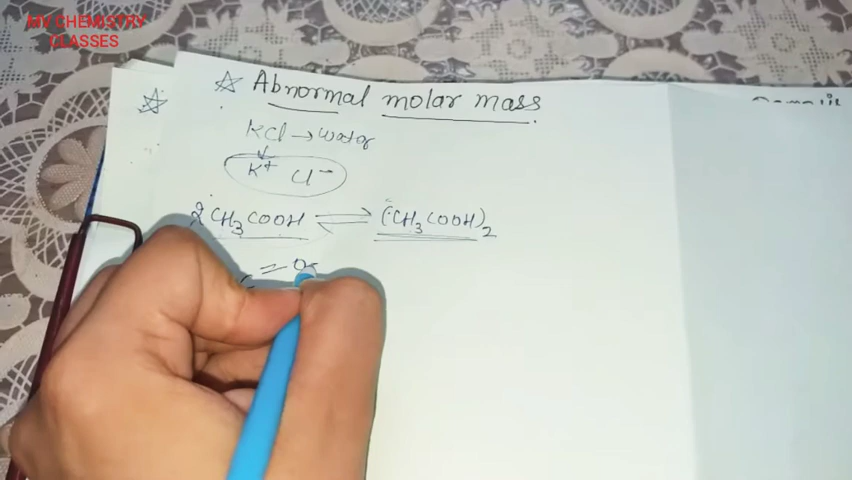 MV CHEMISTRY
CLASSES
☆ Abnormal molar mass
☆
KCl → water
↓
K⁺ Cl⁻
2CH₃COOH ⇌ (CH₃COOH)₂
=